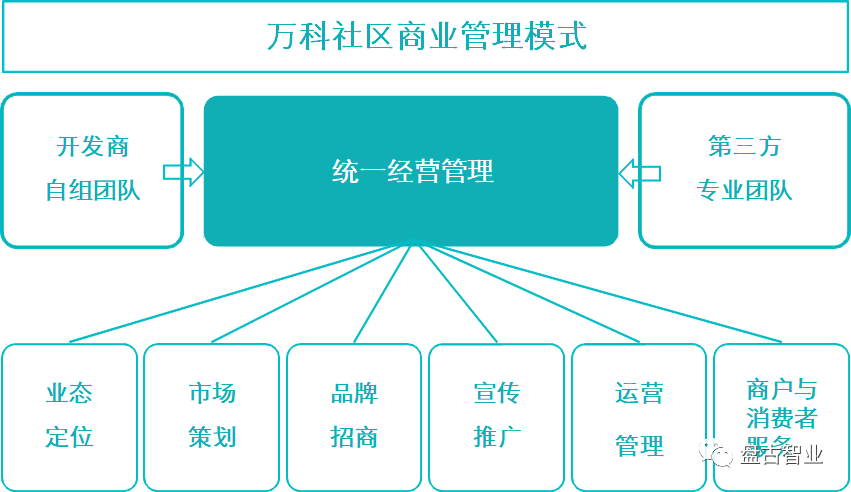 万科社区商业管理模式
开发商
自组团队
统一经营管理
第三方
专业团队
业态
定位
市场
策划
品牌
招商
宣传
推广
运营
管理
商户与
消费者
服务
盘古智业